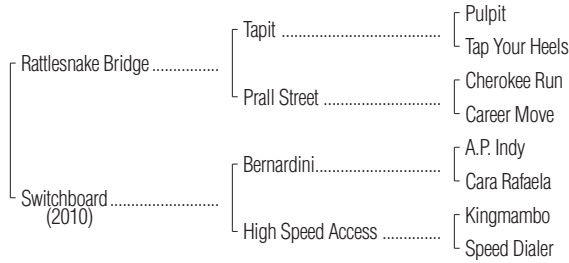 Pulpit
Tapit
Tap Your Heels
Rattlesnake Bridge
Cherokee Run
Prall Street
Career Move
A.P. Indy
Bernardini
Cara Rafaela
Switchboard
(2010)
Kingmambo
High Speed Access
Speed Dialer